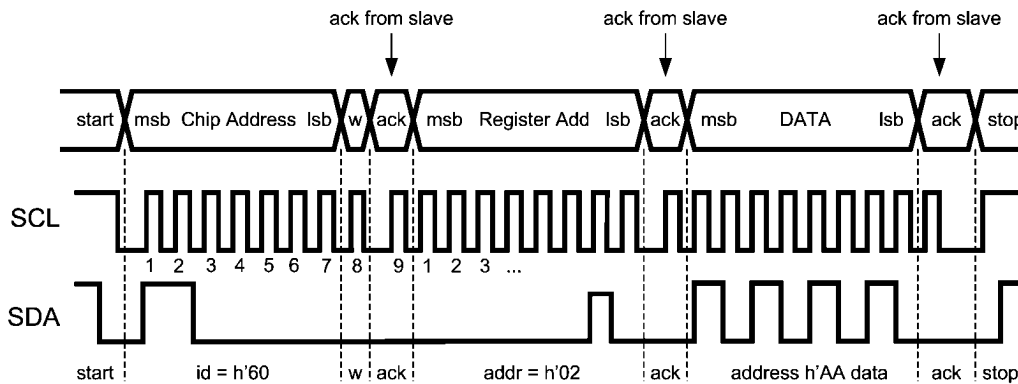 ack from slave ack from slave ack from slave
start msb Chip Address lsb w ack msb Register Add lsb ack msb DATA lsb ack stop
SCL
1 2 3 4 5 6 7 8 9 1 2 3 ...
SDA
start id = h'60 w ack addr = h'02 ack address h'AA data ack stop